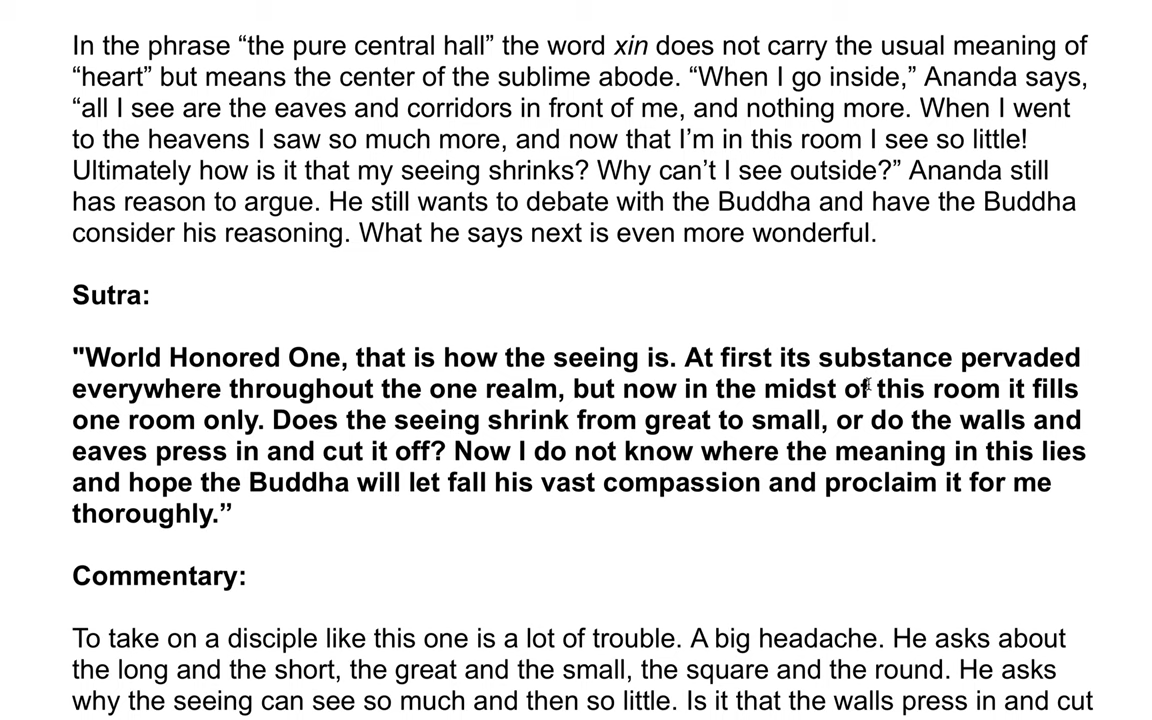 In the phrase “the pure central hall” the word xin does not carry the usual meaning of
“heart” but means the center of the sublime abode. “When I go inside,” Ananda says,
“all I see are the eaves and corridors in front of me, and nothing more. When I went
to the heavens I saw so much more, and now that I’m in this room I see so little!
Ultimately how is it that my seeing shrinks? Why can’t I see outside?” Ananda still
has reason to argue. He still wants to debate with the Buddha and have the Buddha
consider his reasoning. What he says next is even more wonderful.
Sutra:
"World Honored One, that is how the seeing is. At first its substance pervaded
everywhere throughout the one realm, but now in the midst of this room it fills
one room only. Does the seeing shrink from great to small, or do the walls and
eaves press in and cut it off? Now I do not know where the meaning in this lies
and hope the Buddha will let fall his vast compassion and proclaim it for me
thoroughly.”
Commentary:
To take on a disciple like this one is a lot of trouble. A big headache. He asks about
the long and the short, the great and the small, the square and the round. He asks
why the seeing can see so much and then so little. Is it that the walls press in and cut